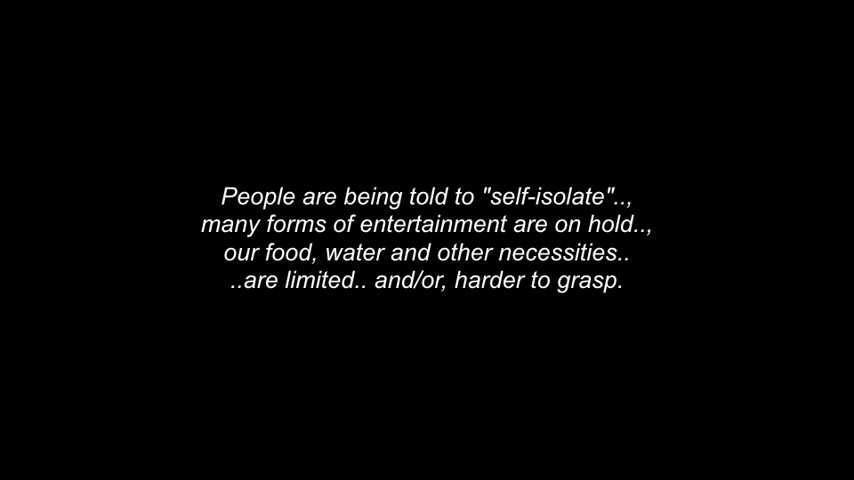 People are being told to "self-isolate"..,
many forms of entertainment are on hold..,
our food, water and other necessities..
..are limited.. and/or, harder to grasp.